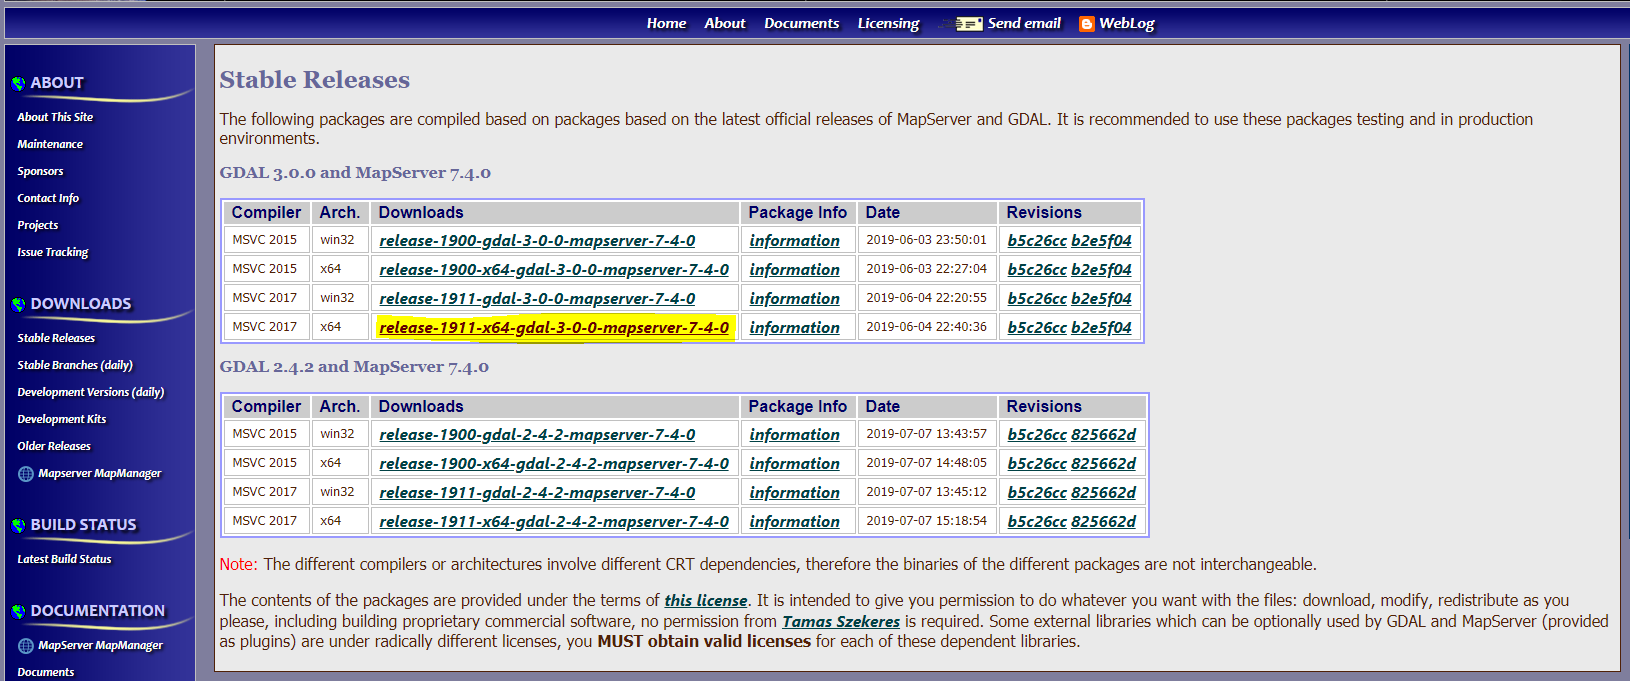 Home About Documents Licensing Send email WebLog
ABOUT
About This Site
Maintenance
Sponsors
Contact Info
Projects
Issue Tracking
DOWNLOADS
Stable Releases
Stable Branches (daily)
Development Versions (daily)
Development Kits
Older Releases
Mapserver MapManager
BUILD STATUS
Latest Build Status
DOCUMENTATION
MapServer MapManager
Documents
Stable Releases
The following packages are compiled based on packages based on the latest official releases of MapServer and GDAL. It is recommended to use these packages testing and in production
environments.
GDAL 3.0.0 and MapServer 7.4.0
Compiler Arch. Downloads Package Info Date Revisions
MSVC 2015 win32 release-1900-gdal-3-0-0-mapserver-7-4-0 information 2019-06-03 23:50:01 b5c26cc b2e5f04
MSVC 2015 x64 release-1900-x64-gdal-3-0-0-mapserver-7-4-0 information 2019-06-03 22:27:04 b5c26cc b2e5f04
MSVC 2017 win32 release-1911-gdal-3-0-0-mapserver-7-4-0 information 2019-06-04 22:20:55 b5c26cc b2e5f04
MSVC 2017 x64 release-1911-x64-gdal-3-0-0-mapserver-7-4-0 information 2019-06-04 22:40:36 b5c26cc b2e5f04
GDAL 2.4.2 and MapServer 7.4.0
Compiler Arch. Downloads Package Info Date Revisions
MSVC 2015 win32 release-1900-gdal-2-4-2-mapserver-7-4-0 information 2019-07-07 13:43:57 b5c26cc 825662d
MSVC 2015 x64 release-1900-x64-gdal-2-4-2-mapserver-7-4-0 information 2019-07-07 14:48:05 b5c26cc 825662d
MSVC 2017 win32 release-1911-gdal-2-4-2-mapserver-7-4-0 information 2019-07-07 13:45:12 b5c26cc 825662d
MSVC 2017 x64 release-1911-x64-gdal-2-4-2-mapserver-7-4-0 information 2019-07-07 15:18:54 b5c26cc 825662d
Note: The different compilers or architectures involve different CRT dependencies, therefore the binaries of the different packages are not interchangeable.
The contents of the packages are provided under the terms of this license. It is intended to give you permission to do whatever you want with the files: download, modify, redistribute as you
please, including building proprietary commercial software, no permission from Tamas Szekeres is required. Some external libraries which can be optionally used by GDAL and MapServer (provided
as plugins) are under radically different licenses, you MUST obtain valid licenses for each of these dependent libraries.